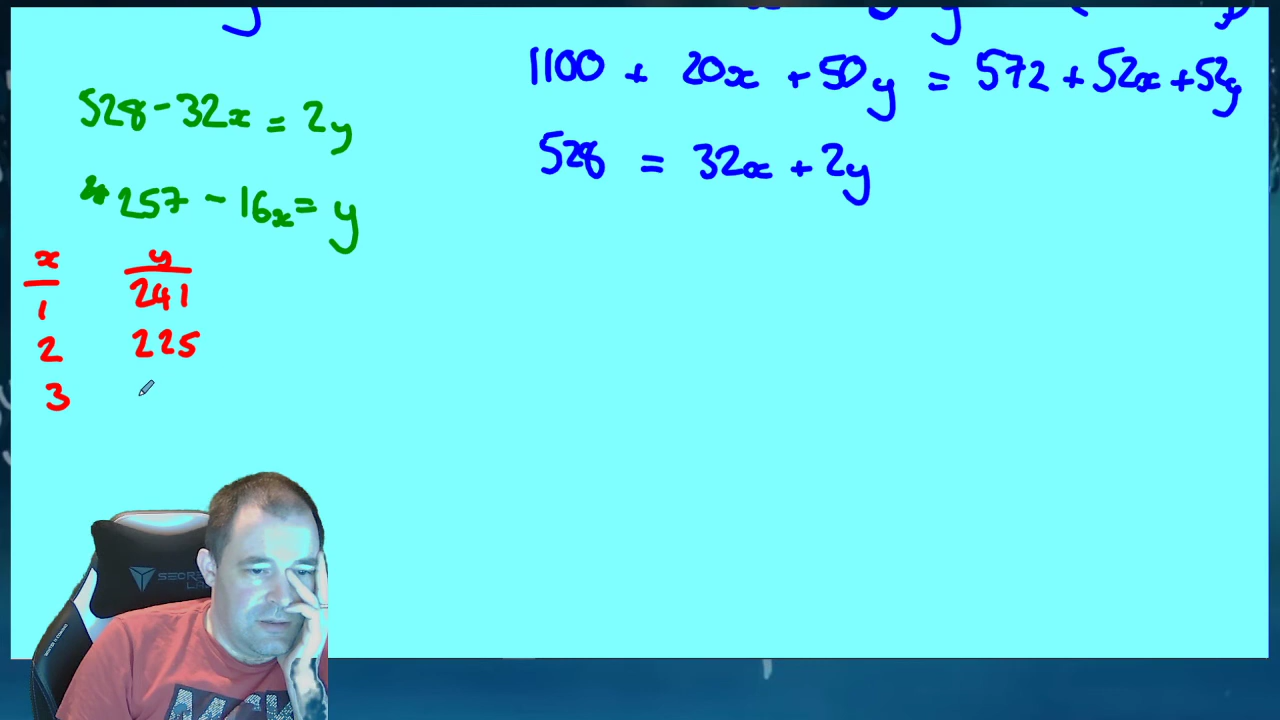 1100 + 20x + 50y = 572 + 52x + 52y
528 = 32x + 2y
528 - 32x = 2y
257 - 16x = y
x y
1 241
2 225
3